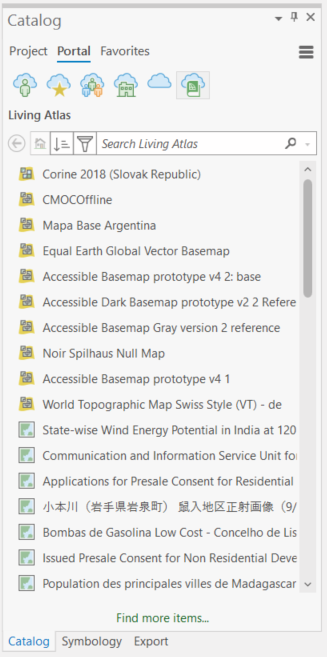 Catalog
Project Portal Favorites
Living Atlas
Search Living Atlas
Corine 2018 (Slovak Republic)
CMOCOffline
Mapa Base Argentina
Equal Earth Global Vector Basemap
Accessible Basemap prototype v4 2: base
Accessible Dark Basemap prototype v2 2 Refere
Accessible Basemap Gray version 2 reference
Noir Spilhaus Null Map
Accessible Basemap prototype v4 1
World Topographic Map Swiss Style (VT) - de
State-wise Wind Energy Potential in India at 120
Communication and Information Service Unit for
Applications for Presale Consent for Residential
小本川（岩手県岩泉町） 鼠入地区正射画像（9/
Bombas de Gasolina Low Cost - Concelho de Lis
Issued Presale Consent for Non Residential Deve
Population des principales villes de Madagascar
Find more items...
Catalog Symbology Export